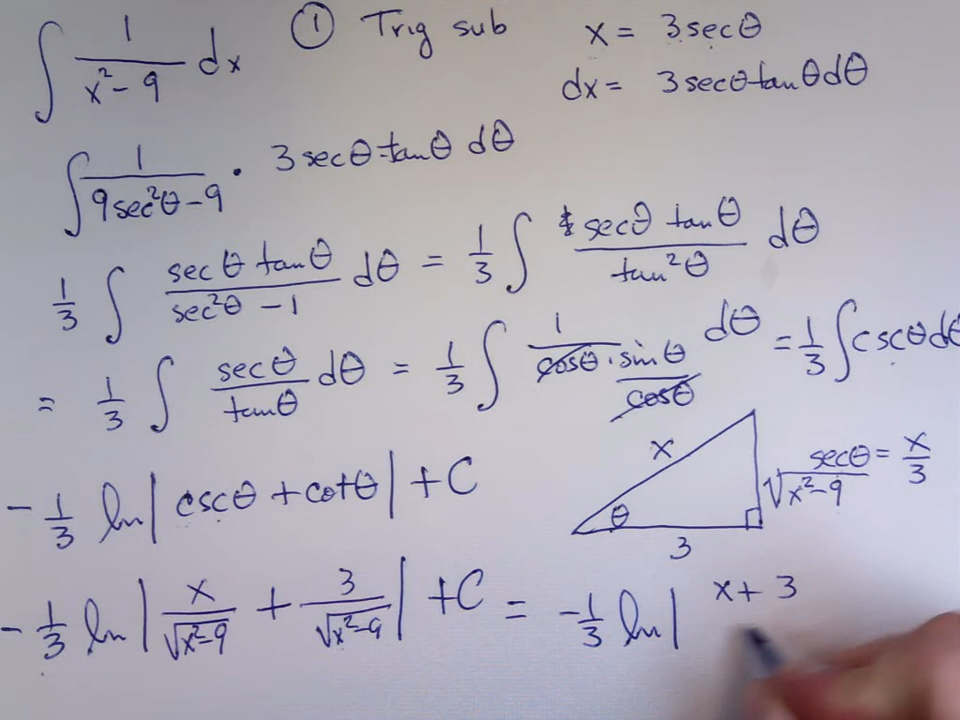 ∫ 1/(x²-9) dx ① Trig sub x = 3secθ
dx = 3secθtanθdθ
∫ 1/(9sec²θ-9) · 3secθtanθ dθ
1/3 ∫ (secθ tanθ)/(sec²θ-1) dθ = 1/3 ∫ (secθ tanθ)/(tan²θ) dθ
= 1/3 ∫ secθ/tanθ dθ = 1/3 ∫ 1/(cosθ · sinθ/cosθ) dθ = 1/3 ∫cscθdθ
x
secθ = x/3
√(x²-9)
θ
3
-1/3 ln|cscθ + cotθ| + C
-1/3 ln|x/√(x²-9) + 3/√(x²-9)| + C = -1/3 ln| x + 3